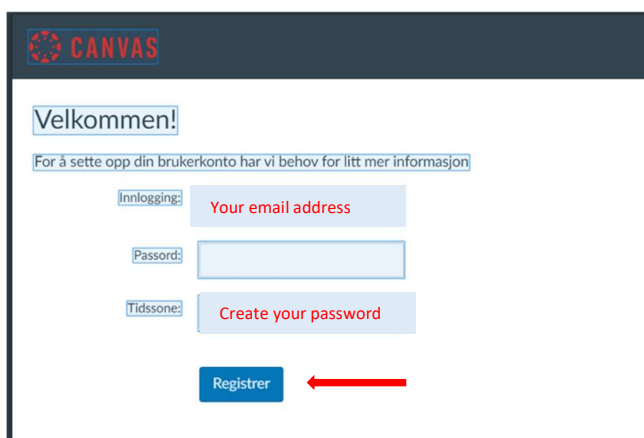 CANVAS
Velkommen!
For å sette opp din brukerkonto har vi behov for litt mer informasjon
Innlogging: Your email address
Passord:
Tidssone: Create your password
Registrer